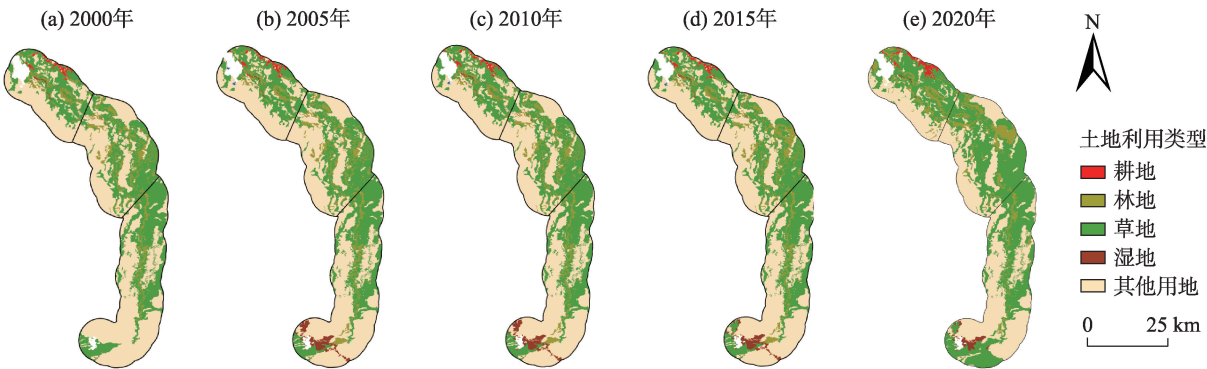 (a) 2000年
(b) 2005年
(c) 2010年
(d) 2015年
(e) 2020年
N
土地利用类型
耕地
林地
草地
湿地
其他用地
0 25 km